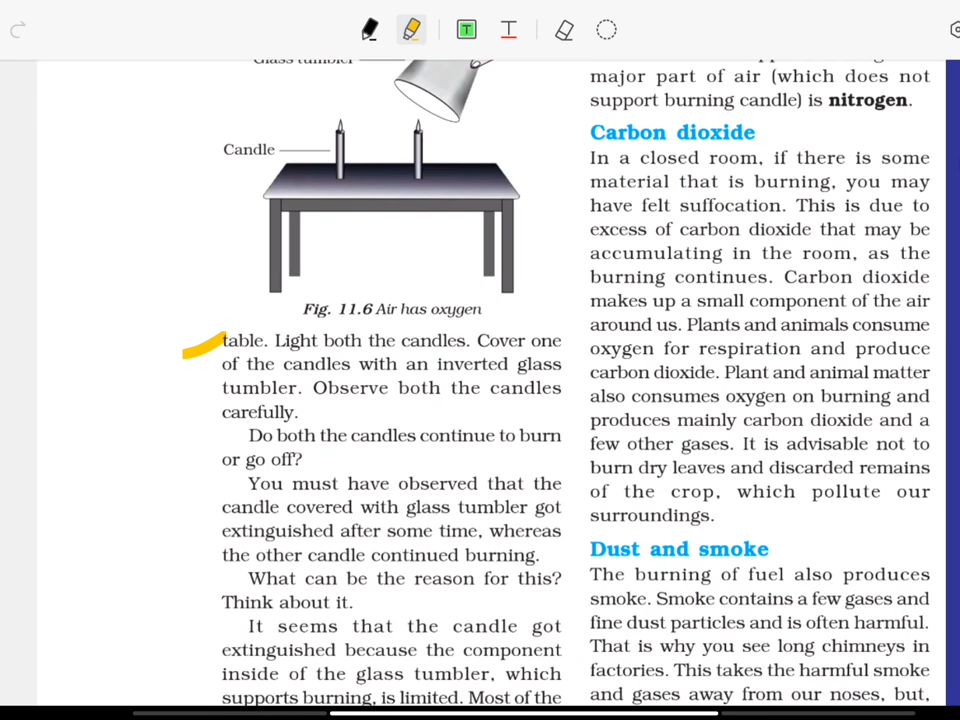 Glass tumbler
Candle
Fig. 11.6 Air has oxygen
table. Light both the candles. Cover one
of the candles with an inverted glass
tumbler. Observe both the candles
carefully.
Do both the candles continue to burn
or go off?
You must have observed that the
candle covered with glass tumbler got
extinguished after some time, whereas
the other candle continued burning.
What can be the reason for this?
Think about it.
It seems that the candle got
extinguished because the component
inside of the glass tumbler, which
supports burning, is limited. Most of the
major part of air (which does not
support burning candle) is nitrogen.
Carbon dioxide
In a closed room, if there is some
material that is burning, you may
have felt suffocation. This is due to
excess of carbon dioxide that may be
accumulating in the room, as the
burning continues. Carbon dioxide
makes up a small component of the air
around us. Plants and animals consume
oxygen for respiration and produce
carbon dioxide. Plant and animal matter
also consumes oxygen on burning and
produces mainly carbon dioxide and a
few other gases. It is advisable not to
burn dry leaves and discarded remains
of the crop, which pollute our
surroundings.
Dust and smoke
The burning of fuel also produces
smoke. Smoke contains a few gases and
fine dust particles and is often harmful.
That is why you see long chimneys in
factories. This takes the harmful smoke
and gases away from our noses, but,